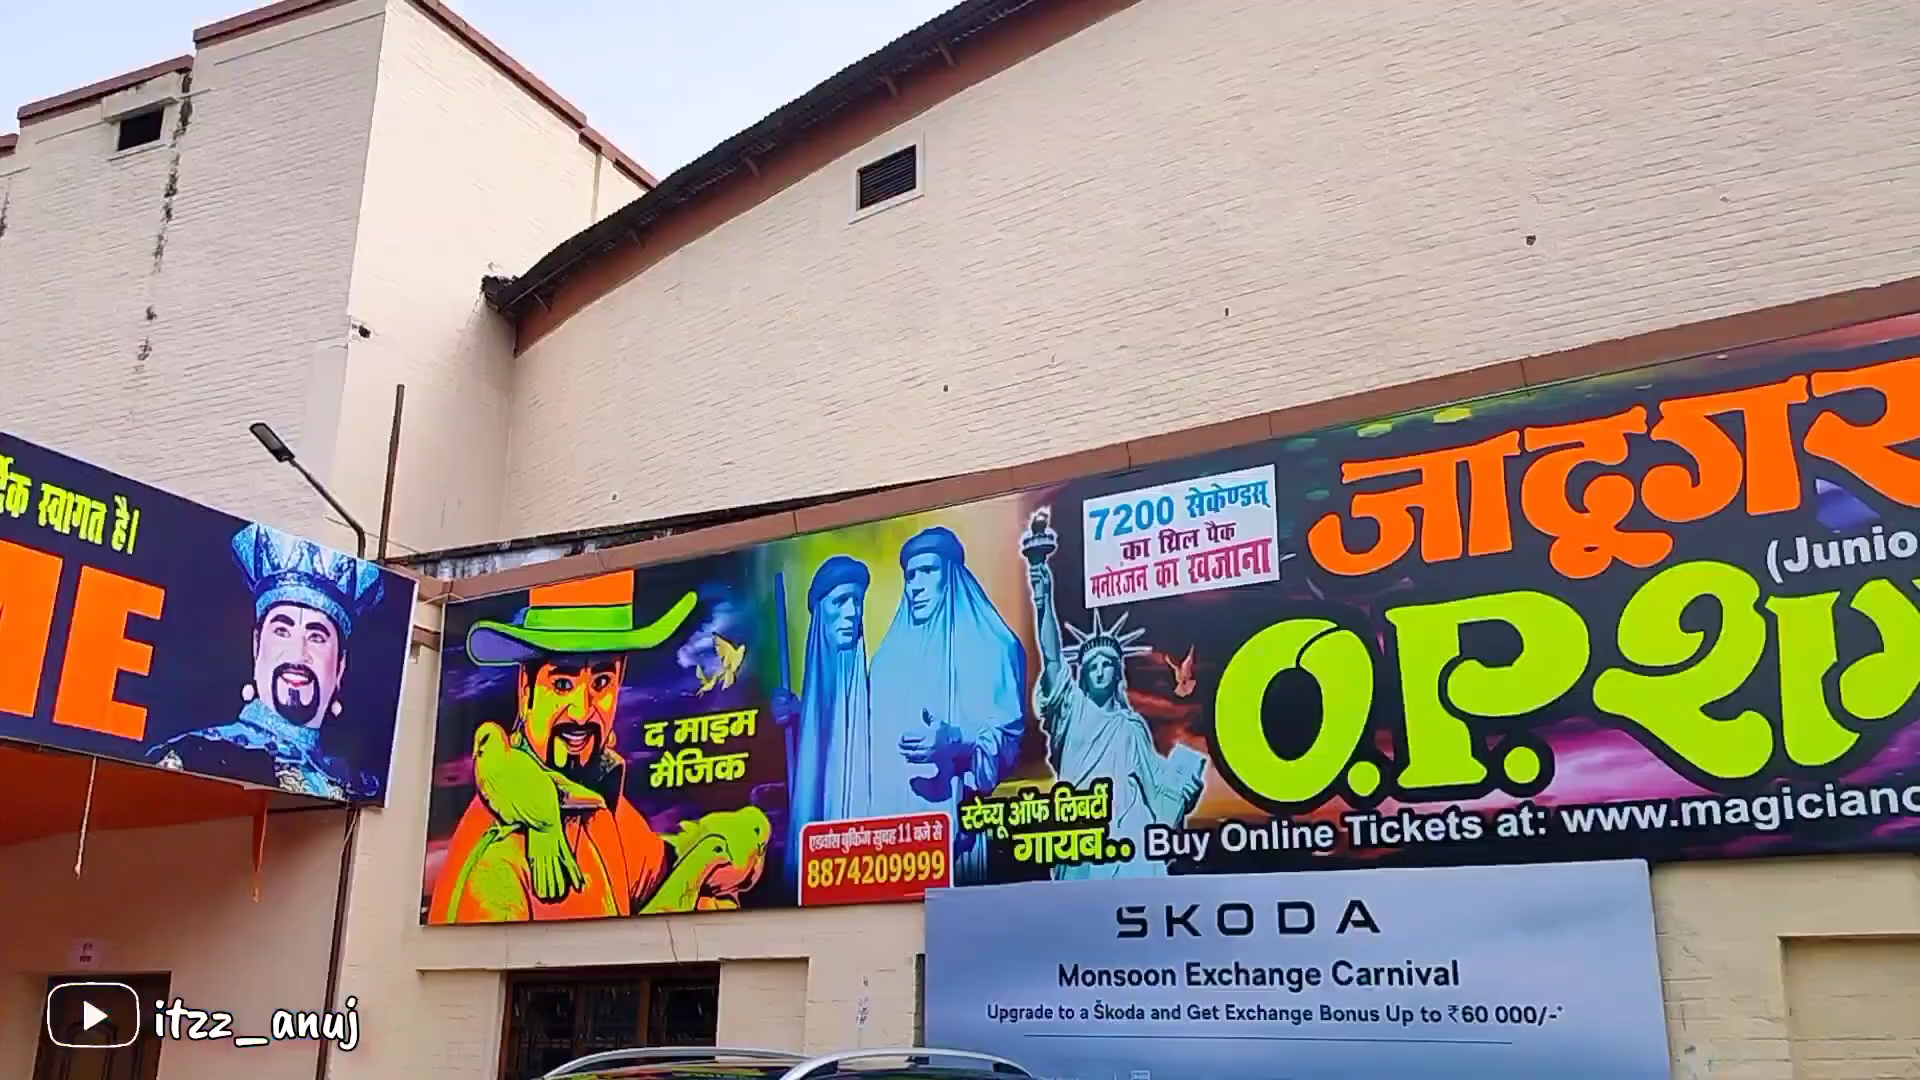 स्वागत है।
ME
द माइम
मैजिक
एडवांस बुकिंग सुबह 11 बजे से
8874209999
स्टेच्यू ऑफ लिबर्टी
गायब..
7200 सेकेण्डस्
का थ्रिल पैक
मनोरंजन का खजाना
जादूगर
(Junio
O.P.
Buy Online Tickets at: www.magiciano
SKODA
Monsoon Exchange Carnival
Upgrade to a Škoda and Get Exchange Bonus Up to ₹60 000/-*
itzz_anuj